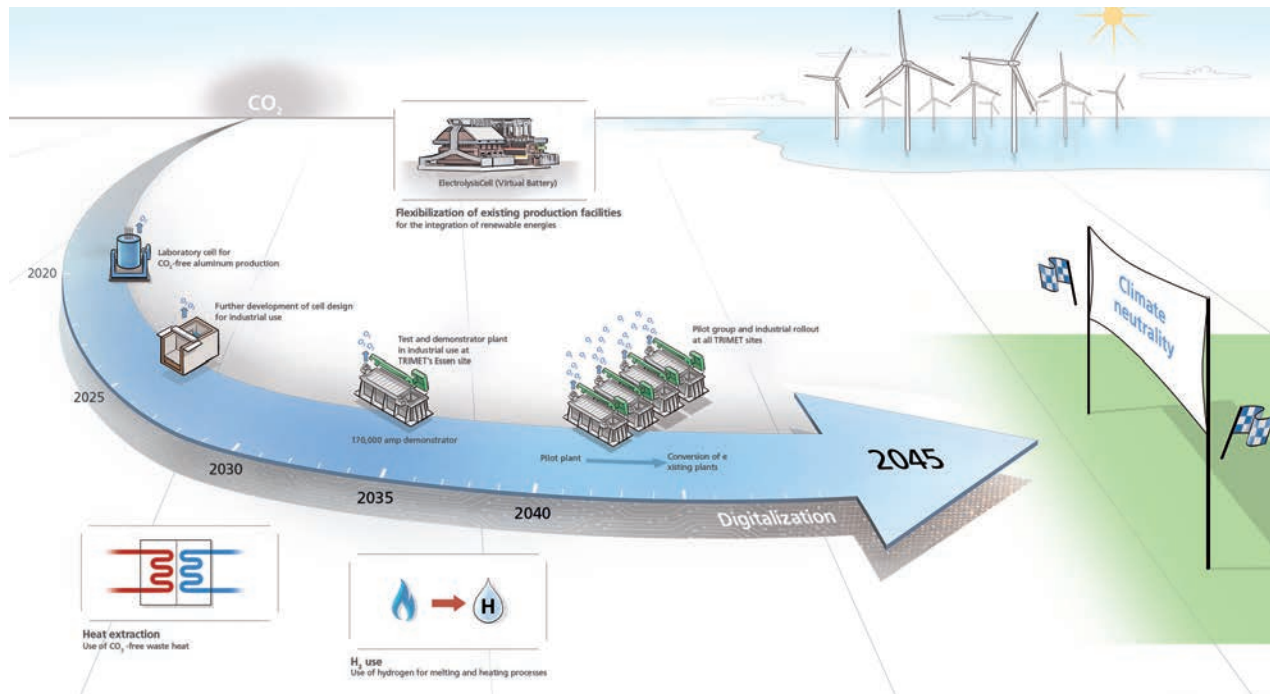 CO₂
ElectrolysisCell (Virtual Battery)
Flexibilization of existing production facilities
for the integration of renewable energies
Laboratory cell for
CO₂-free aluminum production
2020
Further development of cell design
for industrial use
Climate
neutrality
Test and demonstrator plant
in industrial use at
TRIMET's Essen site
Pilot group and industrial rollout
at all TRIMET sites
2025
170,000 amp demonstrator
Pilot plant
Conversion of e
xisting plants
2045
2030
2035
2040
Digitalization
H
Heat extraction
Use of CO₂ -free waste heat
H₂ use
Use of hydrogen for melting and heating processes